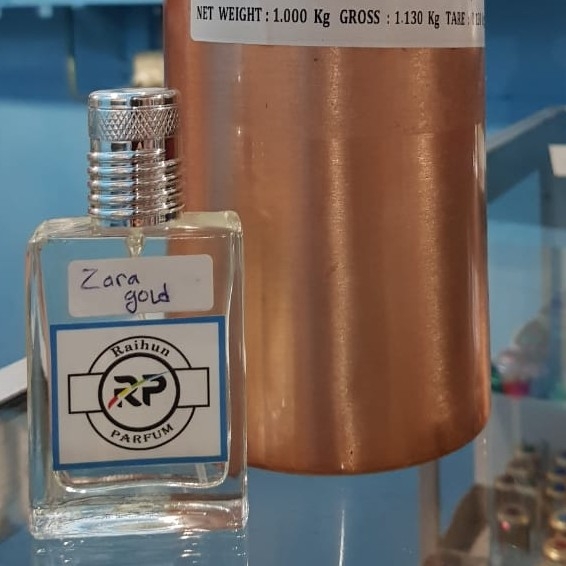 NET WEIGHT : 1.000 Kg GROSS : 1.130 Kg TARE :
Zara
gold
Raihun
RP
PARFUM